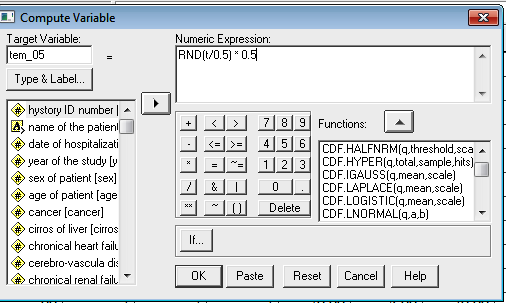 Compute Variable
Target Variable:
tem_05
=
Type & Label...
Numeric Expression:
RND(t/0.5) * 0.5
hystory ID number [
name of the patient
date of hospitalizati
year of the study [y
sex of patient [sex]
age of patient [age]
cancer [cancer]
cirros of liver [cirros]
chronical heart failu
cerebro-vascula dis
chronical renal failu
+ < > 7 8 9
- <= >= 4 5 6
* = ~= 1 2 3
/ & | 0 .
** ~ ( ) Delete
Functions:
CDF.HALFNRM(q,threshold,sca
CDF.HYPER(q,total,sample,hits)
CDF.IGAUSS(q,mean,scale)
CDF.LAPLACE(q,mean,scale)
CDF.LOGISTIC(q,mean,scale)
CDF.LNORMAL(q,a,b)
If...
OK Paste Reset Cancel Help